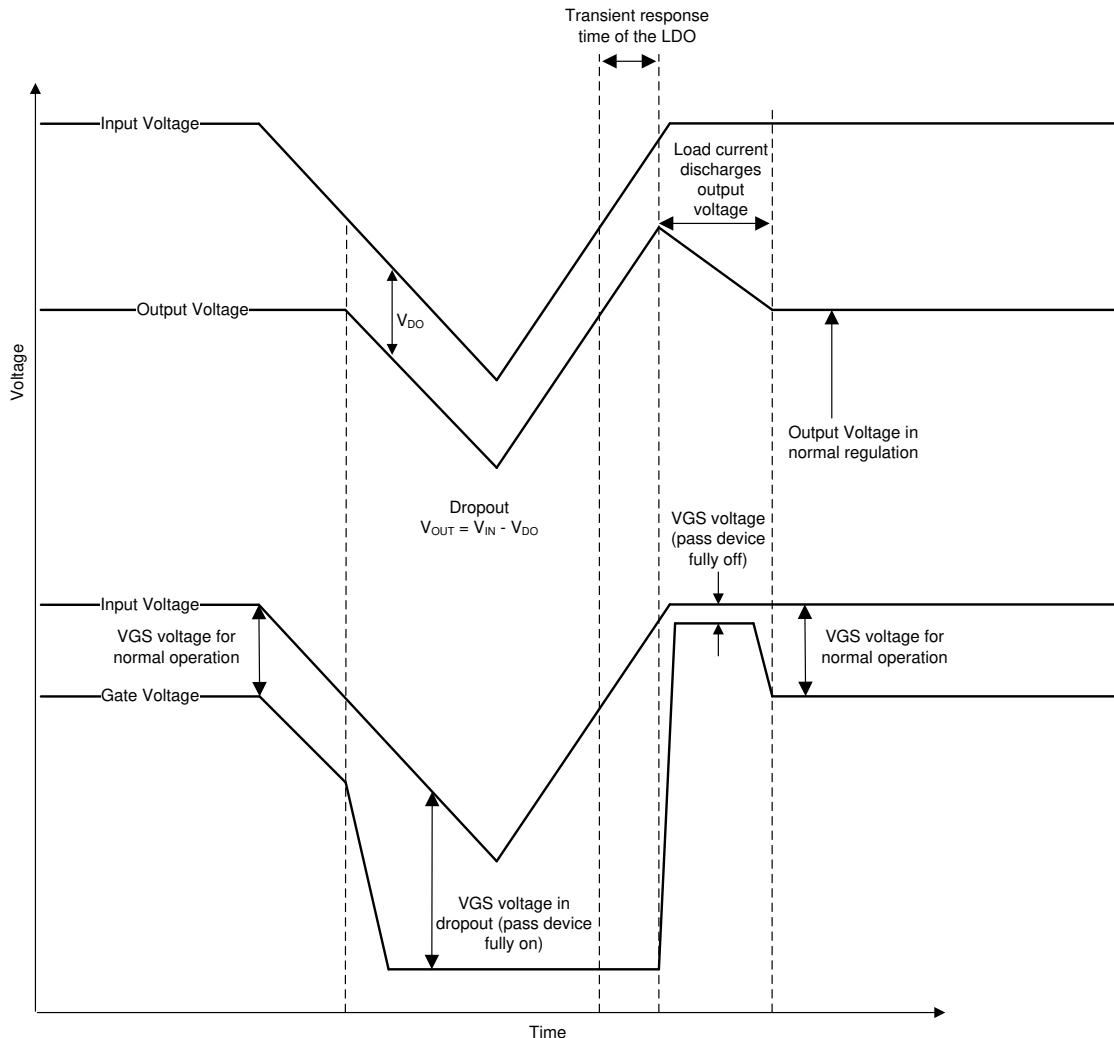 Transient response
time of the LDO
Input Voltage
Load current
discharges
output
voltage
Output Voltage
V_DO
Voltage
Output Voltage in
normal regulation
Dropout
V_OUT = V_IN - V_DO
VGS voltage
(pass device
fully off)
Input Voltage
VGS voltage for
normal operation
VGS voltage for
normal operation
Gate Voltage
VGS voltage in
dropout (pass device
fully on)
Time